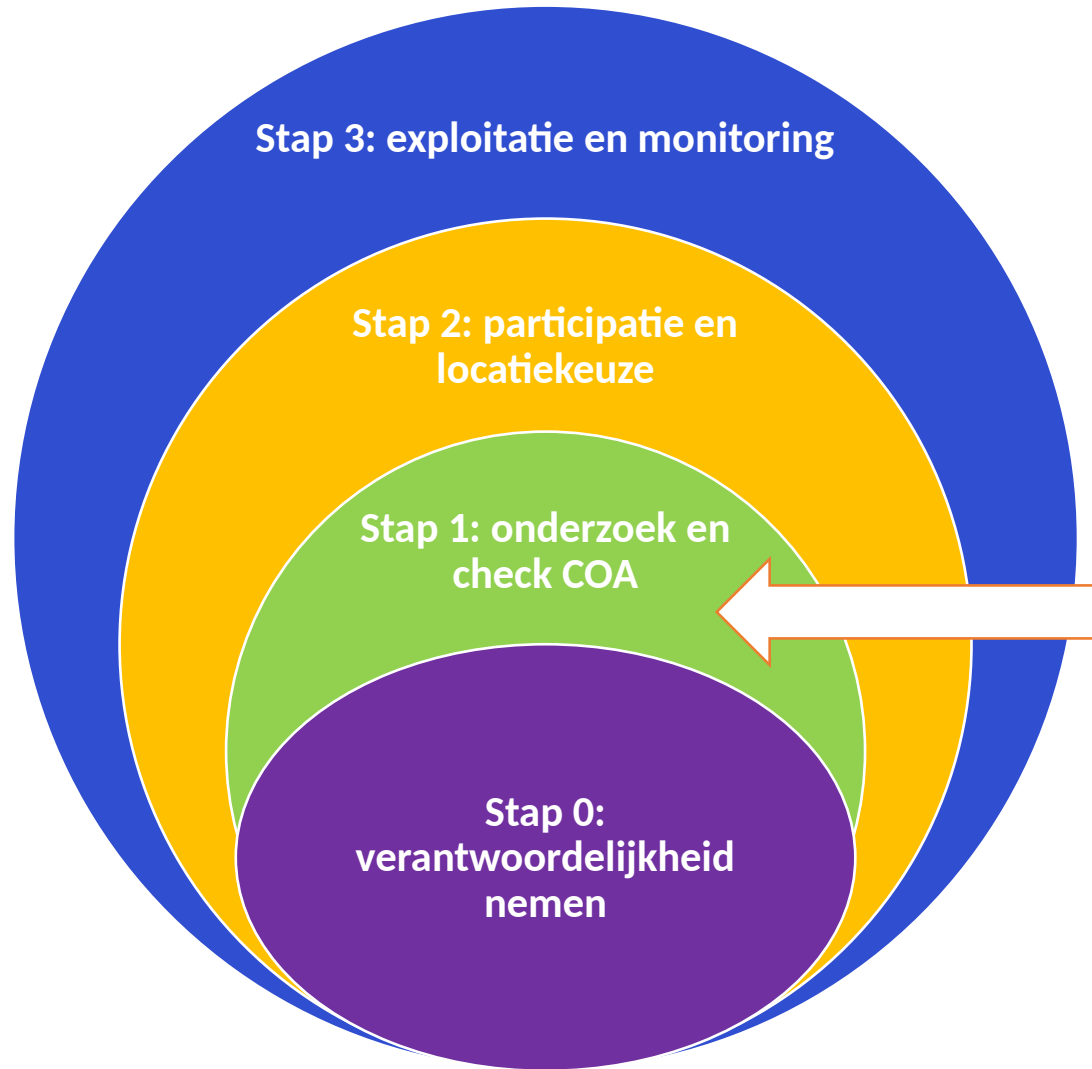 Stap 3: exploitatie en monitoring
Stap 2: participatie en
locatiekeuze
Stap 1: onderzoek en
check COA
Stap 0:
verantwoordelijkheid
nemen